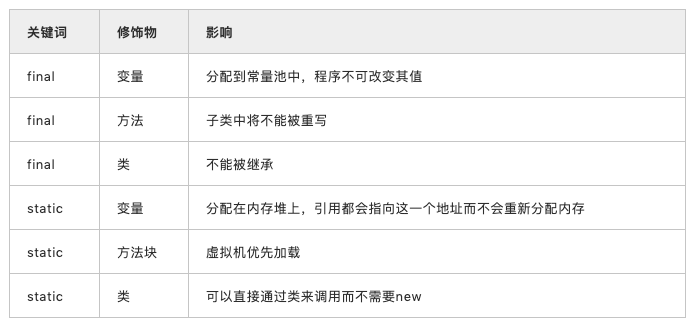 关键词 修饰物 影响
final 变量 分配到常量池中，程序不可改变其值
final 方法 子类中将不能被重写
final 类 不能被继承
static 变量 分配在内存堆上，引用都会指向这一个地址而不会重新分配内存
static 方法块 虚拟机优先加载
static 类 可以直接通过类来调用而不需要new